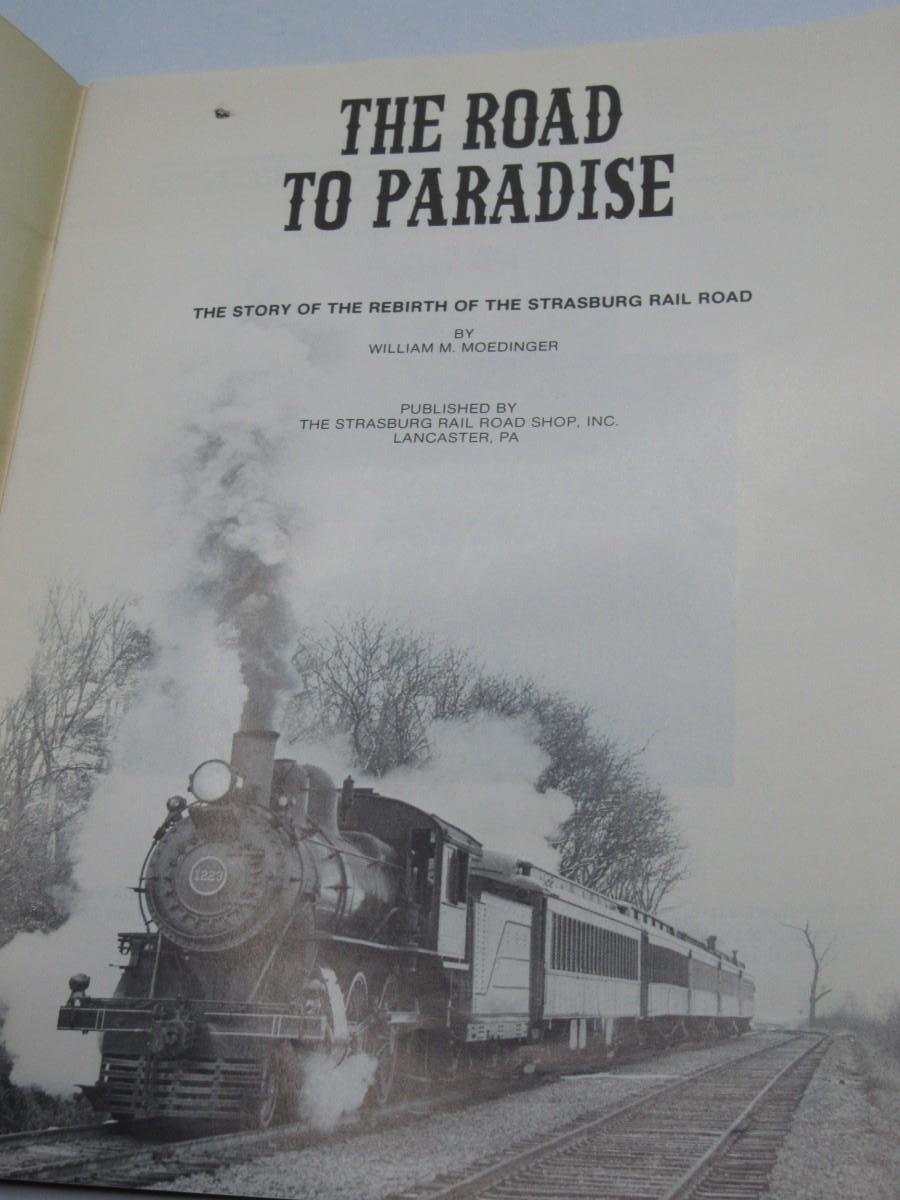 THE ROAD
TO PARADISE
THE STORY OF THE REBIRTH OF THE STRASBURG RAIL ROAD
BY
WILLIAM M. MOEDINGER
PUBLISHED BY
THE STRASBURG RAIL ROAD SHOP, INC.
LANCASTER, PA
1223